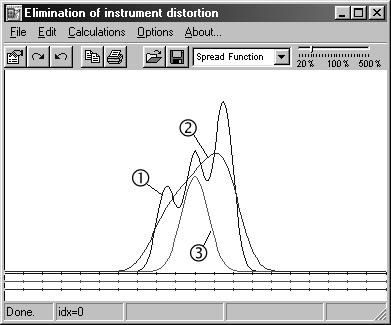 Elimination of instrument distortion
File Edit Calculations Options About...
Spread Function
20 % 100 % 500 %
②
①
③
Done. idx=0